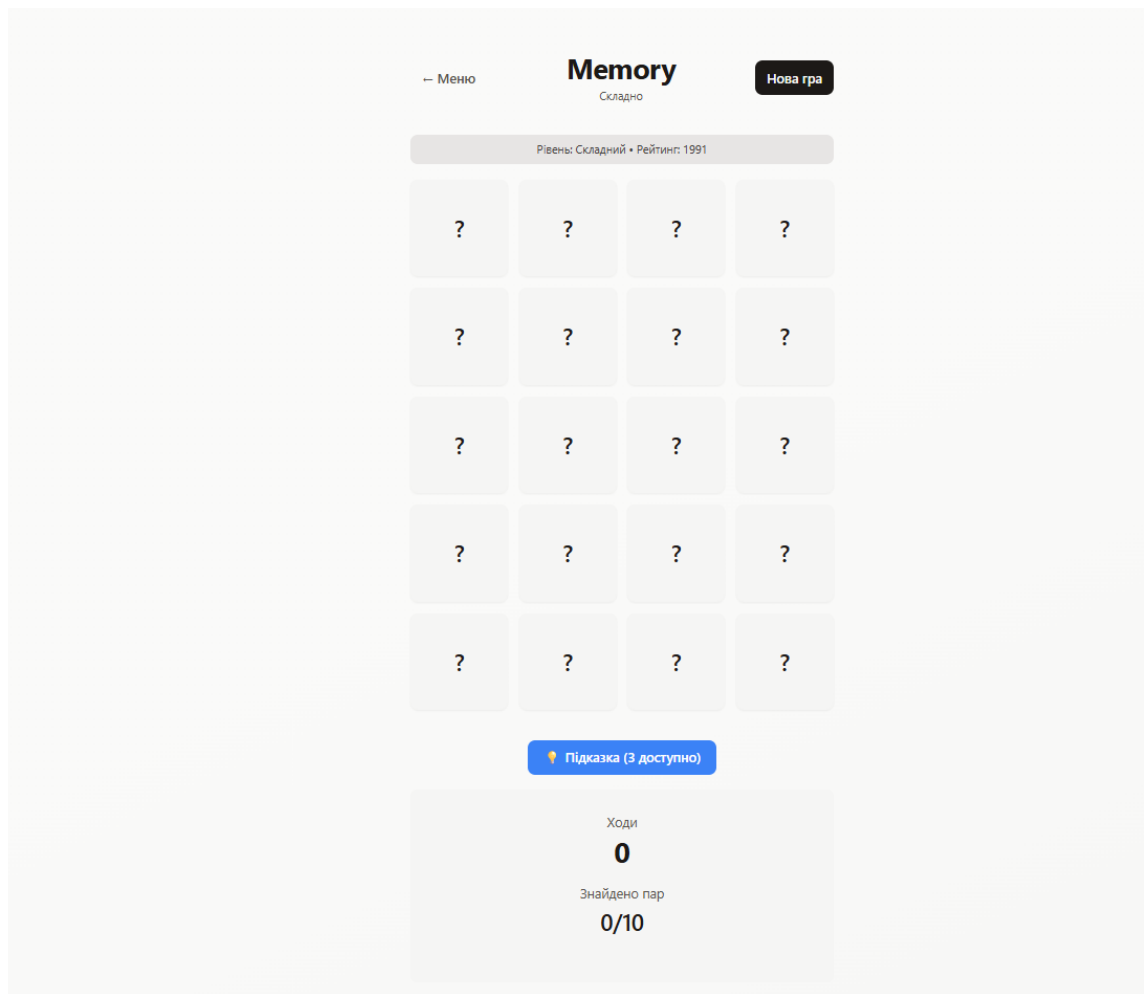 ← Меню
Memory
Складно
Нова гра
Рівень: Складний • Рейтинг: 1991
? ? ? ?
? ? ? ?
? ? ? ?
? ? ? ?
? ? ? ?
💡 Підказка (3 доступно)
Ходи
0
Знайдено пар
0/10